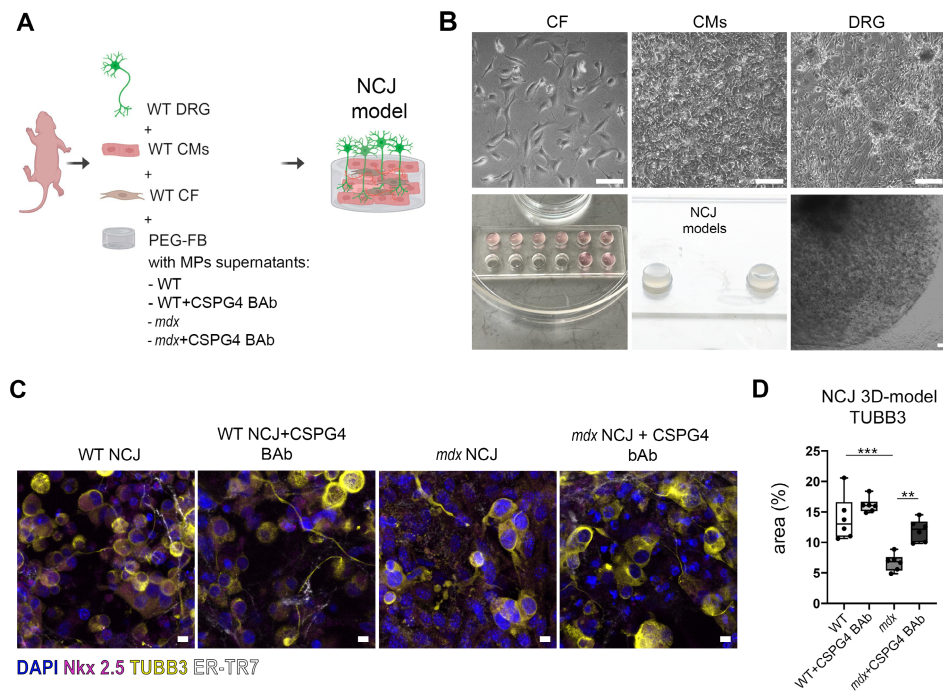 A
WT DRG
+
WT CMs
+
WT CF
+
PEG-FB
with MPs supernatants:
- WT
- WT+CSPG4 BAb
- mdx
- mdx+CSPG4 BAb
NCJ
model
B
CF
CMs
DRG
NCJ
models
C
WT NCJ
WT NCJ+CSPG4
BAb
mdx NCJ
mdx NCJ + CSPG4
bAb
DAPI Nkx 2.5 TUBB3 ER-TR7
D
NCJ 3D-model
TUBB3
area (%)
25
20
15
10
5
0
***
**
WT
WT+CSPG4 BAb
mdx
mdx+CSPG4 BAb